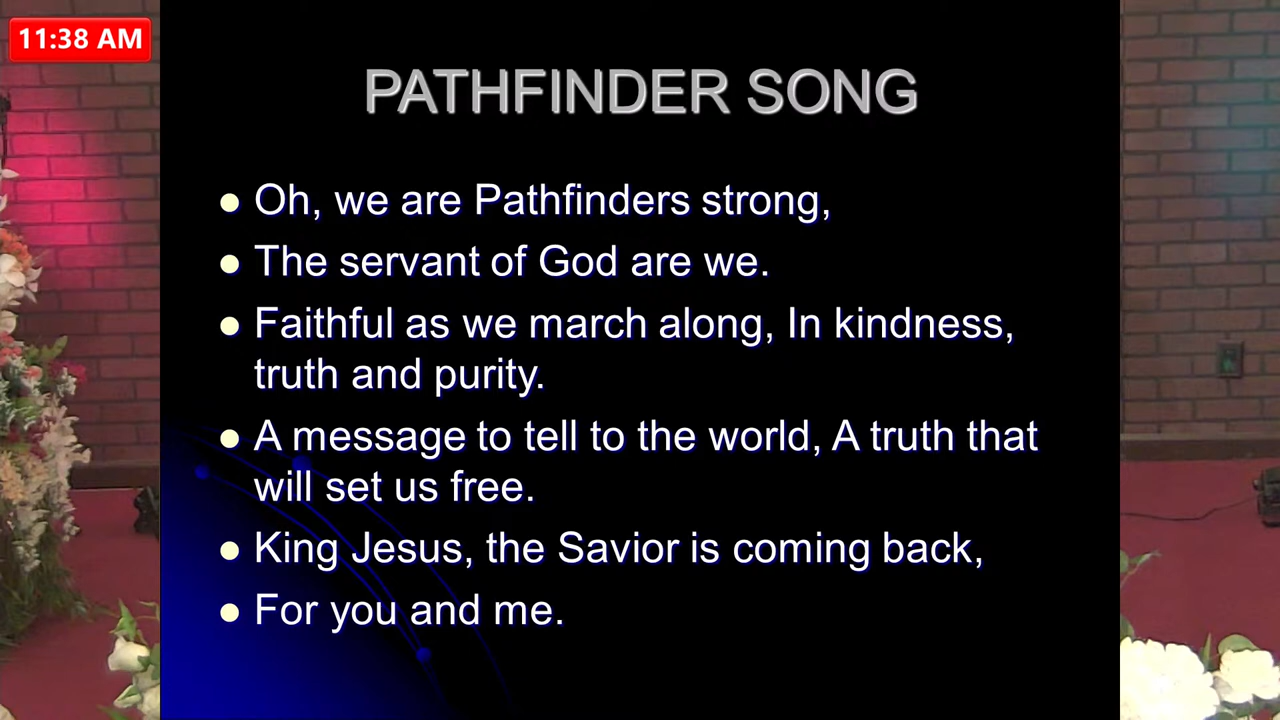 11:38 AM
PATHFINDER SONG
Oh, we are Pathfinders strong,
The servant of God are we.
Faithful as we march along, In kindness,
truth and purity.
A message to tell to the world, A truth that
will set us free.
King Jesus, the Savior is coming back,
For you and me.